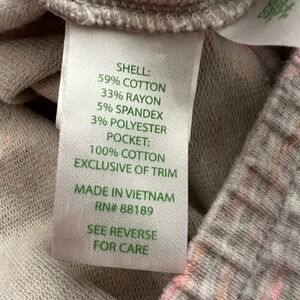 SHELL:
59% COTTON
33% RAYON
5% SPANDEX
3% POLYESTER
POCKET:
100% COTTON
EXCLUSIVE OF TRIM
MADE IN VIETNAM
RN# 88189
SEE REVERSE
FOR CARE